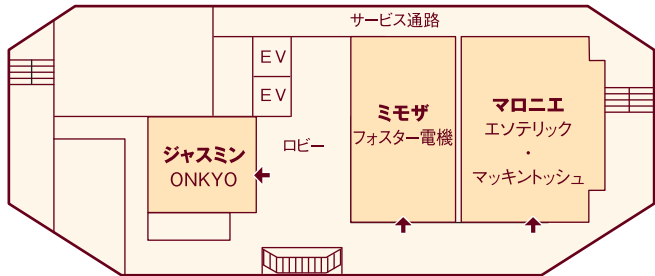 サービス通路
EV
EV
ミモザ
フォスター電機
マロニエ
エソテリック
・
マッキントッシュ
ロビー
ジャスミン
ONKYO